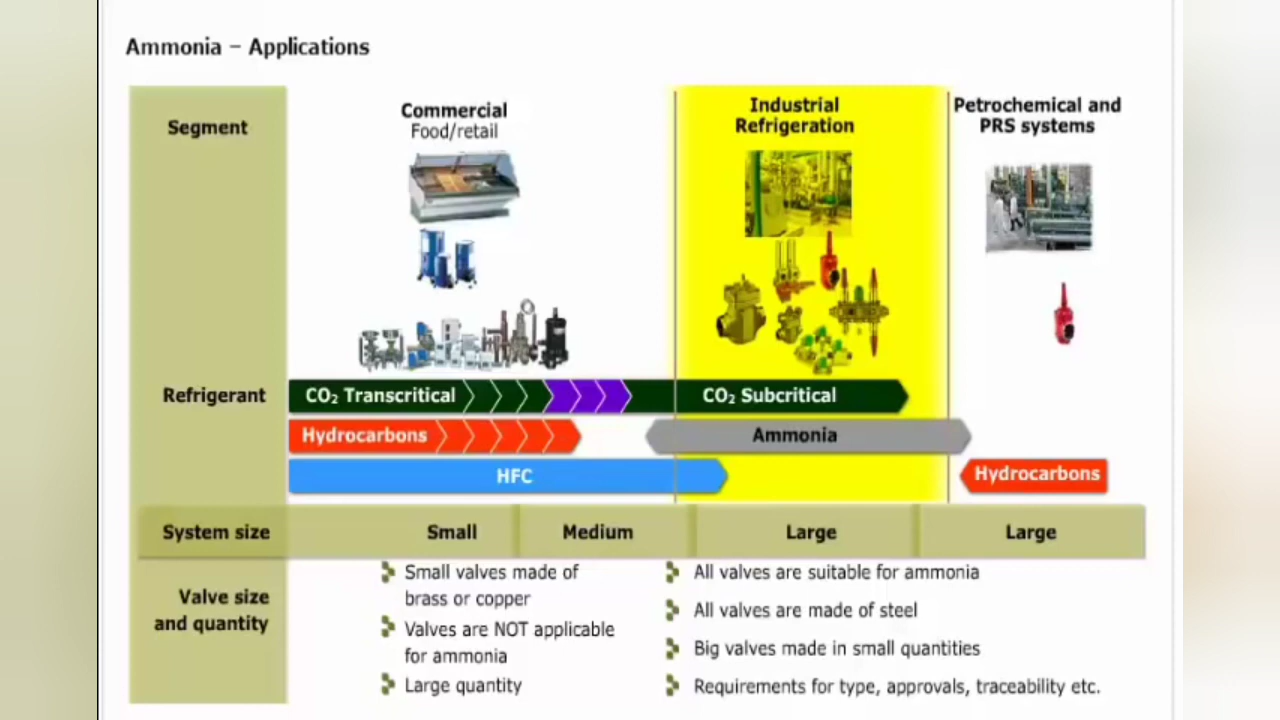 Ammonia – Applications
Segment
Commercial
Food/retail
Industrial
Refrigeration
Petrochemical and
PRS systems
Refrigerant
CO₂ Transcritical
CO₂ Subcritical
Hydrocarbons
Ammonia
HFC
Hydrocarbons
System size
Small
Medium
Large
Large
Valve size
and quantity
Small valves made of
brass or copper
Valves are NOT applicable
for ammonia
Large quantity
All valves are suitable for ammonia
All valves are made of steel
Big valves made in small quantities
Requirements for type, approvals, traceability etc.